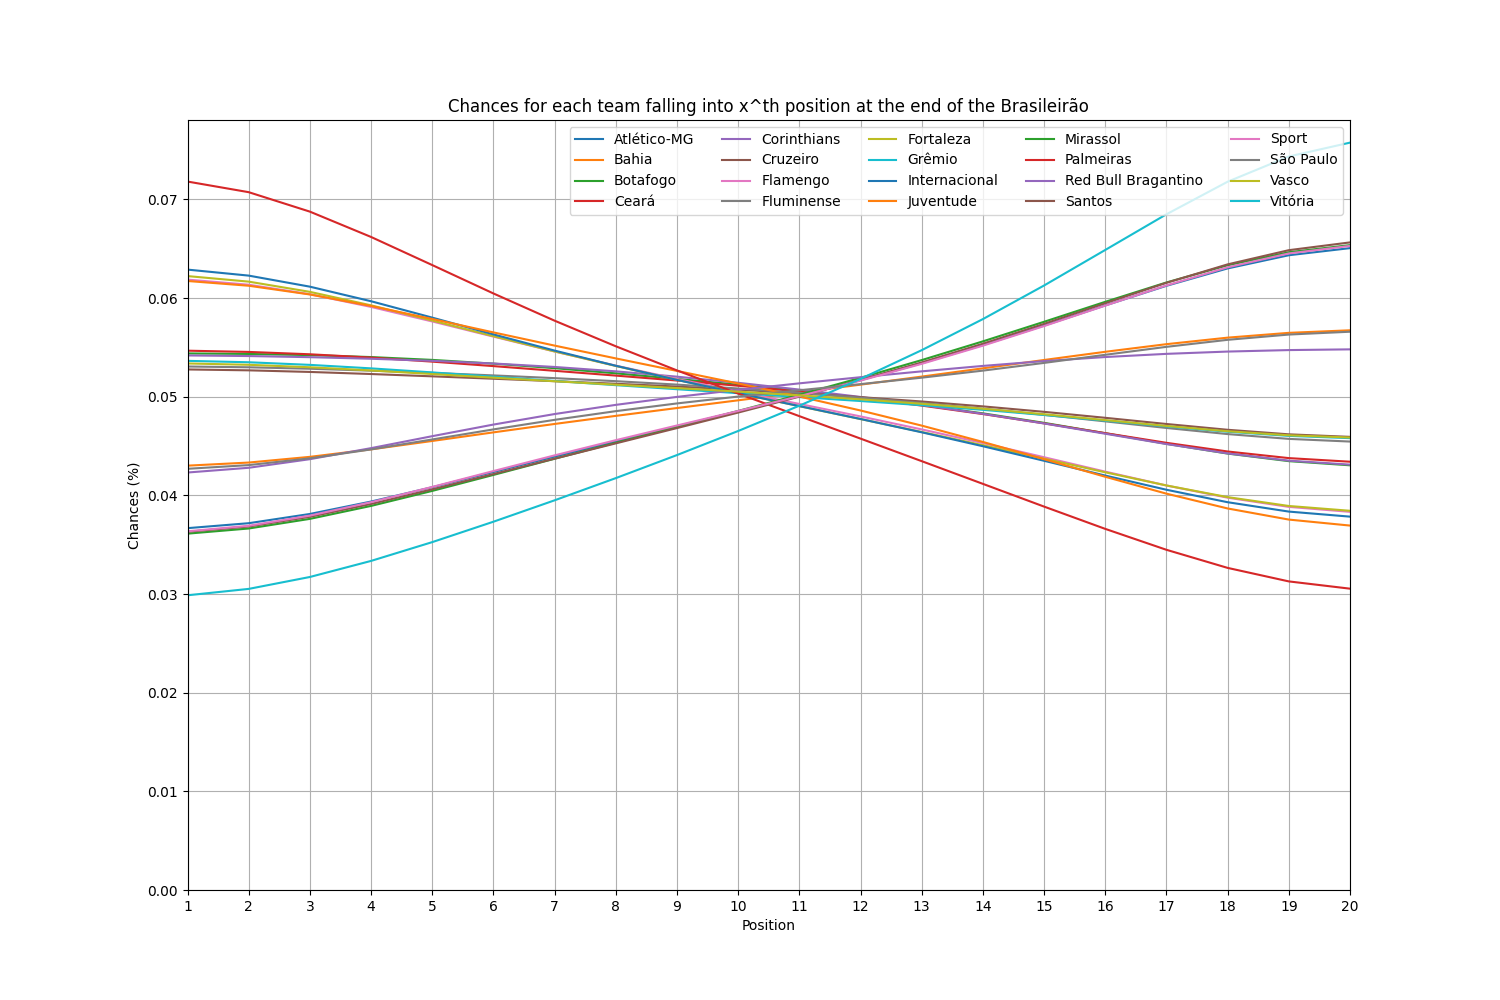 Chances for each team falling into x^th position at the end of the Brasileirão
Atlético-MG
Bahia
Botafogo
Ceará
Corinthians
Cruzeiro
Flamengo
Fluminense
Fortaleza
Grêmio
Internacional
Juventude
Mirassol
Palmeiras
Red Bull Bragantino
Santos
Sport
São Paulo
Vasco
Vitória
Chances (%)
0.07
0.06
0.05
0.04
0.03
0.02
0.01
0.00
1 2 3 4 5 6 7 8 9 10 11 12 13 14 15 16 17 18 19 20
Position